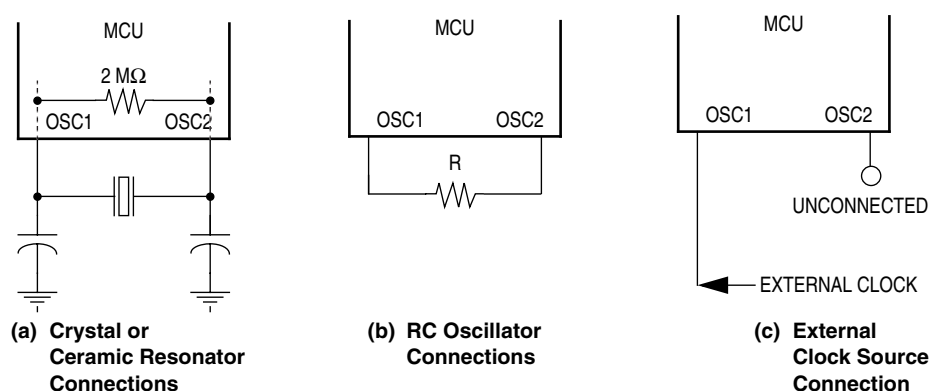 MCU
2 MΩ
OSC1 OSC2
(a) Crystal or
Ceramic Resonator
Connections
MCU
OSC1 OSC2
R
(b) RC Oscillator
Connections
MCU
OSC1 OSC2
UNCONNECTED
EXTERNAL CLOCK
(c) External
Clock Source
Connection